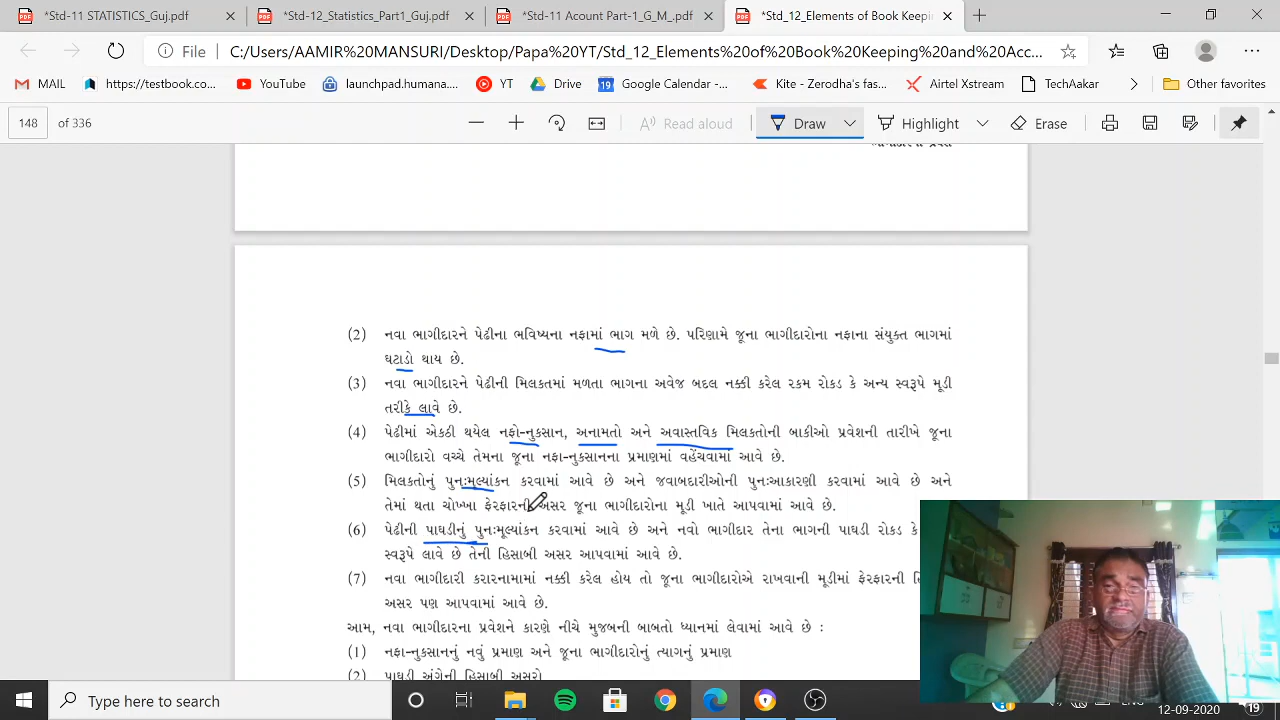 *Std-11 STATISTICS_Guj.pdf
*Std-12_Statistics_Part1_Guj.pdf
*Std-11 Acount Part-1_G_M_.pdf
*Std_12_Elements of Book Keepi
File C:/Users/AAMIR%20MANSURI/Desktop/Papa%20YT/Std_12_Elements%20of%20Book%20Keeping%20and%20Acc...
MAIL https://testbook.co... YouTube launchpad.humana.... YT Drive Google Calendar -... Kite - Zerodha's fas... Airtel Xstream TechAakar Other favorites
148 of 336 Read aloud Draw Highlight Erase
(2) નવા ભાગીદારને પેઢીના ભવિષ્યના નફામાં ભાગ મળે છે. પરિણામે જૂના ભાગીદારોના નફાના સંયુક્ત ભાગમાં
ઘટાડો થાય છે.
(3) નવા ભાગીદારને પેઢીની મિલકતમાં મળતા ભાગના અવેજ બદલ નક્કી કરેલ રકમ રોકડ કે અન્ય સ્વરૂપે મૂડી
તરીકે લાવે છે.
(4) પેઢીમાં એકઠી થયેલ નફો-નુકસાન, અનામતો અને અવાસ્તવિક મિલકતોની બાકીઓ પ્રવેશની તારીખે જૂના
ભાગીદારો વચ્ચે તેમના જૂના નફા-નુકસાનના પ્રમાણમાં વહેંચવામાં આવે છે.
(5) મિલકતોનું પુનઃમૂલ્યાંકન કરવામાં આવે છે અને જવાબદારીઓની પુનઃઆકારણી કરવામાં આવે છે અને
તેમાં થતા ચોખ્ખા ફેરફારની અસર જૂના ભાગીદારોના મૂડી ખાતે આપવામાં આવે છે.
(6) પેઢીની પાઘડીનું પુનઃમૂલ્યાંકન કરવામાં આવે છે અને નવો ભાગીદાર તેના ભાગની પાઘડી રોકડ કે
સ્વરૂપે લાવે છે તેની હિસાબી અસર આપવામાં આવે છે.
(7) નવા ભાગીદારી કરારનામામાં નક્કી કરેલ હોય તો જૂના ભાગીદારોએ રાખવાની મૂડીમાં ફેરફારની
અસર પણ આપવામાં આવે છે.
આમ, નવા ભાગીદારના પ્રવેશને કારણે નીચે મુજબની બાબતો ધ્યાનમાં લેવામાં આવે છે :
(1) નફા-નુકસાનનું નવું પ્રમાણ અને જૂના ભાગીદારોનું ત્યાગનું પ્રમાણ
(2) પાઘડી અંગેની હિસાબી અસરો
Type here to search
12-09-2020
19